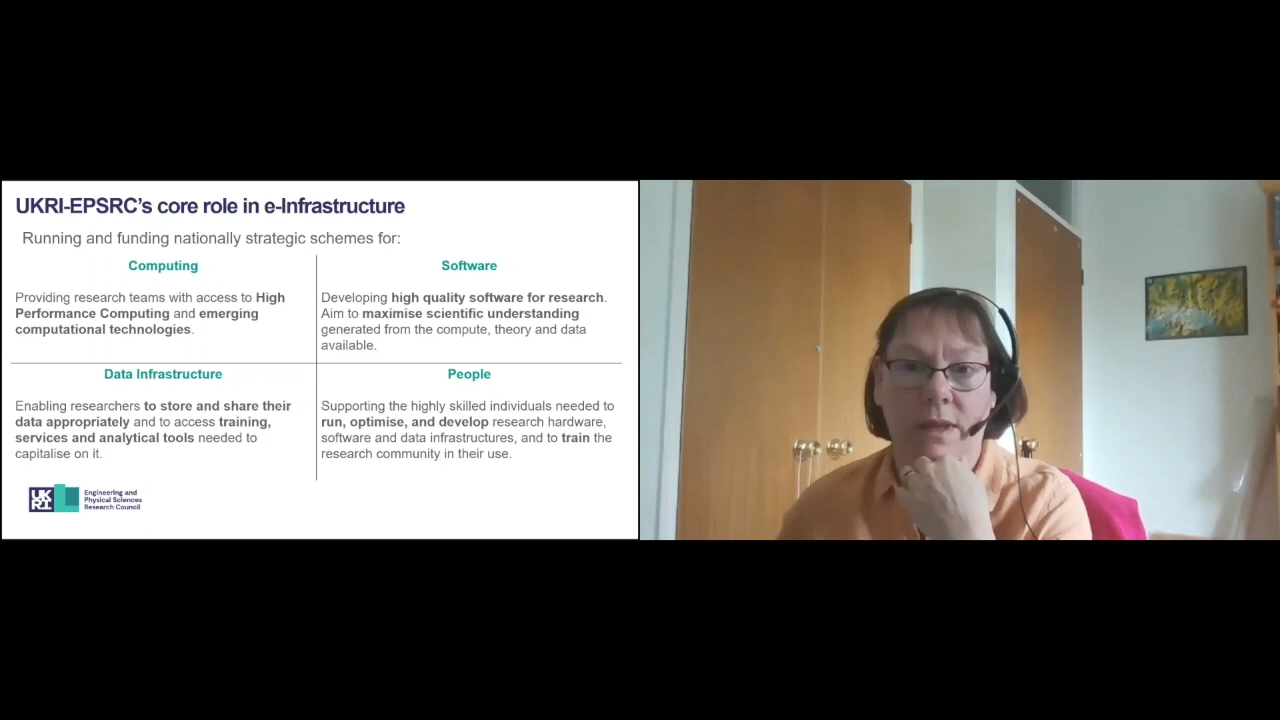 UKRI-EPSRC's core role in e-Infrastructure
Running and funding nationally strategic schemes for:
Computing
Providing research teams with access to High
Performance Computing and emerging
computational technologies.
Software
Developing high quality software for research.
Aim to maximise scientific understanding
generated from the compute, theory and data
available.
Data Infrastructure
Enabling researchers to store and share their
data appropriately and to access training,
services and analytical tools needed to
capitalise on it.
People
Supporting the highly skilled individuals needed to
run, optimise, and develop research hardware,
software and data infrastructures, and to train the
research community in their use.
UK
RI
Engineering and
Physical Sciences
Research Council